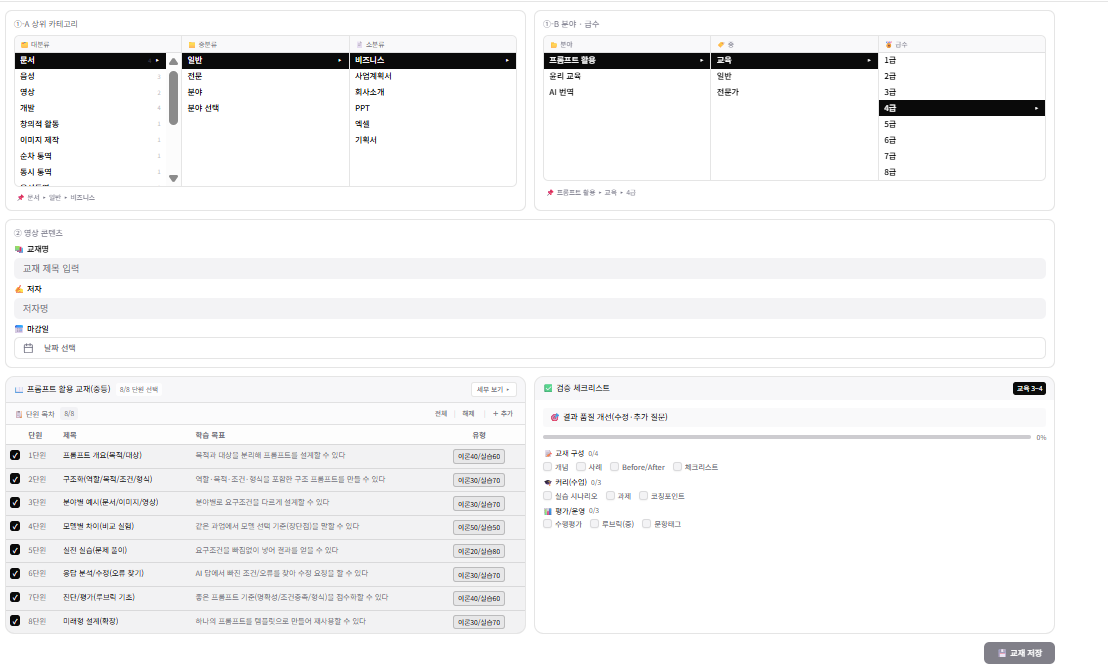 ①-A 상위 카테고리
대분류 중분류 소분류
문서 4 ▸ 일반 ▸ 비즈니스 ▸
음성 3 전문 사업계획서
영상 분야 회사소개
개발 4 분야 선택 PPT
창의적 활동 엑셀
이미지 제작 기획서
순차 통역
동시 통역
문서 • 일반 • 비즈니스
①-B 분야 · 급수
분야 중 급수
프롬프트 활용 ▸ 교육 ▸ 1급
윤리 교육 일반 2급
AI 번역 전문가 3급
4급 ▸
5급
6급
7급
8급
프롬프트 활용 • 교육 • 4급
② 영상 콘텐츠
교재명
교재 제목 입력
저자
저자명
마감일
날짜 선택
프롬프트 활용 교재(중등) 8/8 단원 선택 세부 보기
단원 목차 8/8 전체 해제 + 추가
단원 제목 학습 목표 유형
1단원 프롬프트 개요(목적/대상) 목적과 대상을 분리해 프롬프트를 설계할 수 있다 이론40/실습60
2단원 구조화(역할/목적/조건/형식) 역할·목적·조건·형식을 포함한 구조 프롬프트를 만들 수 있다 이론30/실습70
3단원 분야별 예시(문서/이미지/영상) 분야별로 요구조건을 다르게 설계할 수 있다 이론30/실습70
4단원 모델별 차이(비교 실험) 같은 과업에서 모델 선택 기준(장단점)을 말할 수 있다 이론50/실습50
5단원 실전 실습(문제 풀이) 요구조건을 빠짐없이 넣어 결과를 얻을 수 있다 이론20/실습80
6단원 응답 분석/수정(오류 찾기) AI 답에서 빠진 조건/오류를 찾아 수정 요청을 할 수 있다 이론30/실습70
7단원 진단/평가(루브릭 기초) 좋은 프롬프트 기준(명확성/조건충족/형식)을 점수화할 수 있다 이론40/실습60
8단원 미래형 설계(확장) 하나의 프롬프트를 템플릿으로 만들어 재사용할 수 있다 이론30/실습70
검증 체크리스트 교육 3–4
결과 품질 개선(수정·추가 질문)
0%
교재 구성 0/4
개념 사례 Before/After 체크리스트
커리(수업) 0/3
실습 시나리오 과제 코칭포인트
평가/운영 0/3
수행평가 루브릭(중) 문항태그
교재 저장